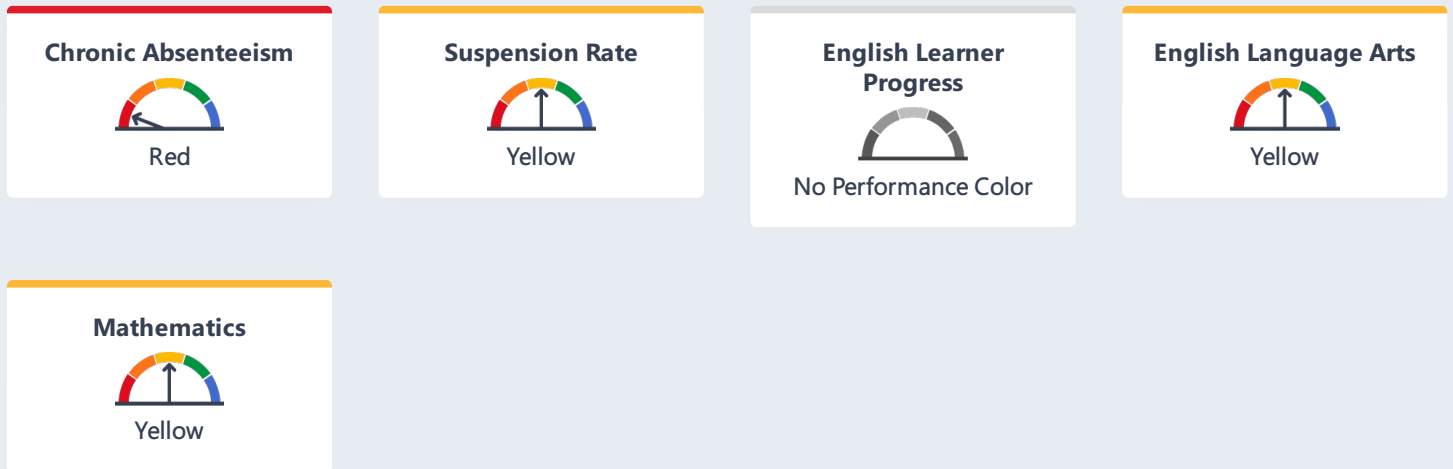 Chronic Absenteeism
Red
Suspension Rate
Yellow
English Learner
Progress
No Performance Color
English Language Arts
Yellow
Mathematics
Yellow